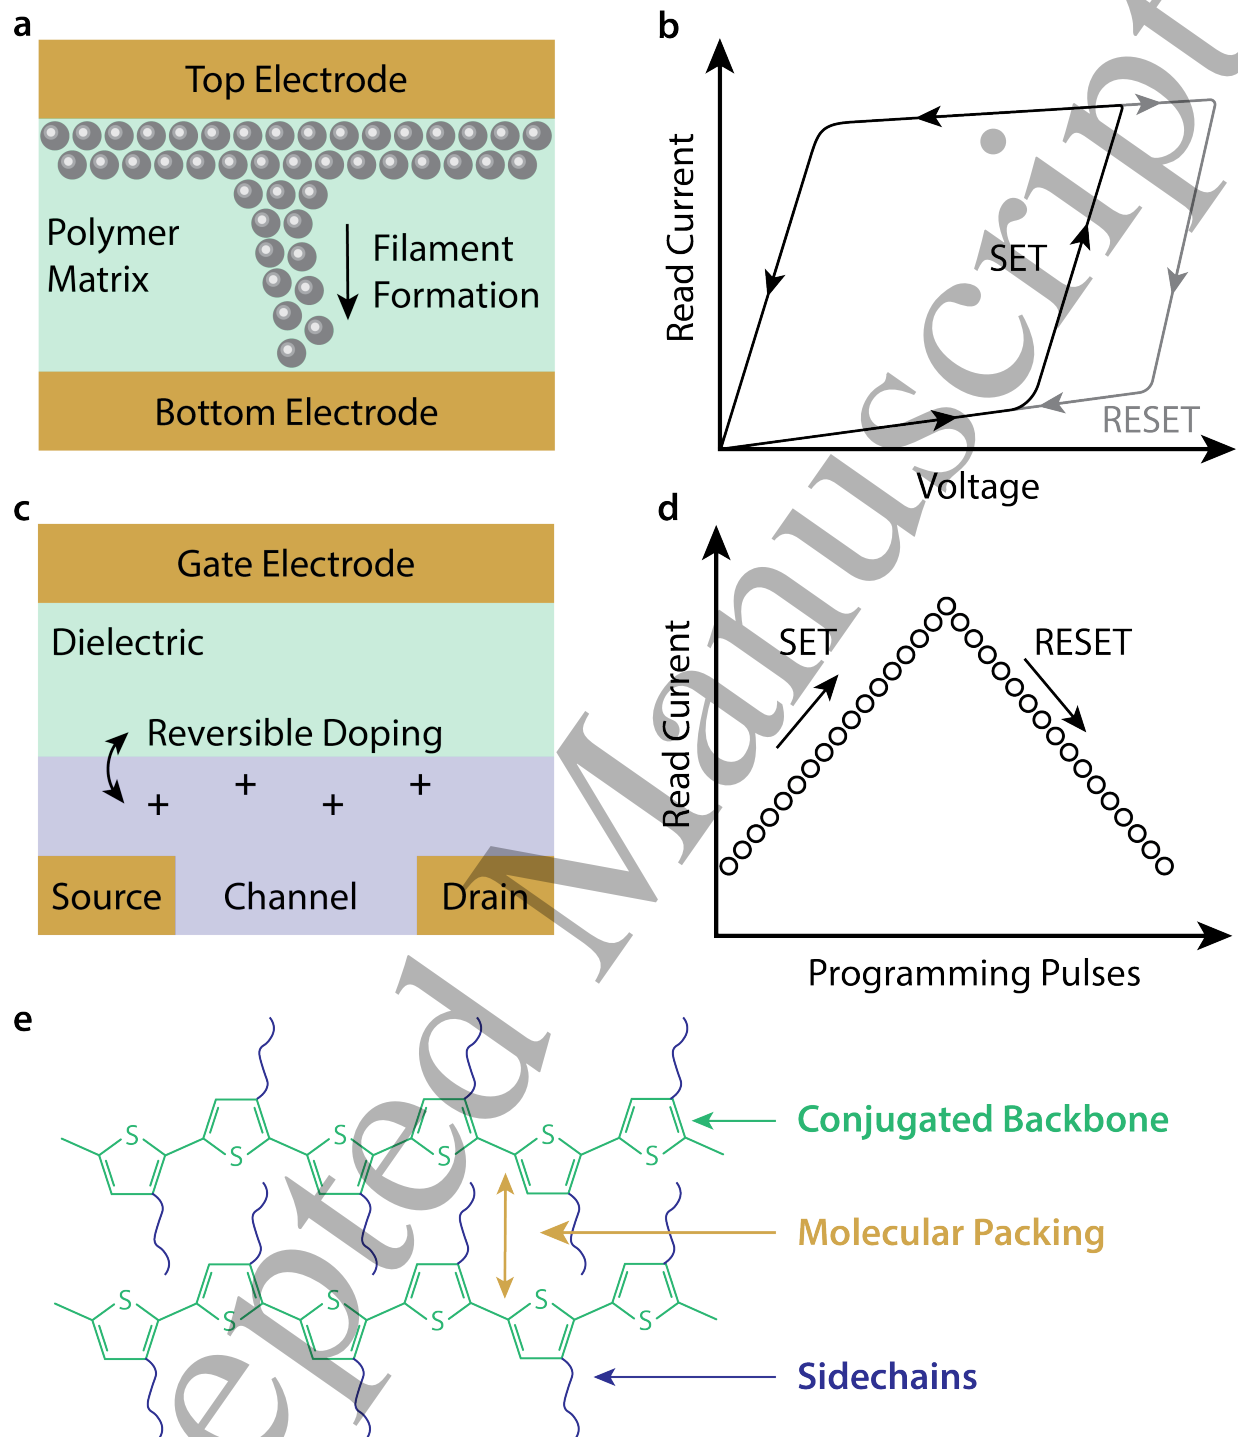 a
Top Electrode
Polymer
Matrix
Filament
Formation
Bottom Electrode
b
Read Current
SET
RESET
Voltage
c
Gate Electrode
Dielectric
Reversible Doping
+ + + +
Source
Channel
Drain
d
Read Current
SET
RESET
Programming Pulses
e
S S S S S S
Conjugated Backbone
Molecular Packing
S S S S S S
Sidechains
epted Manuscript